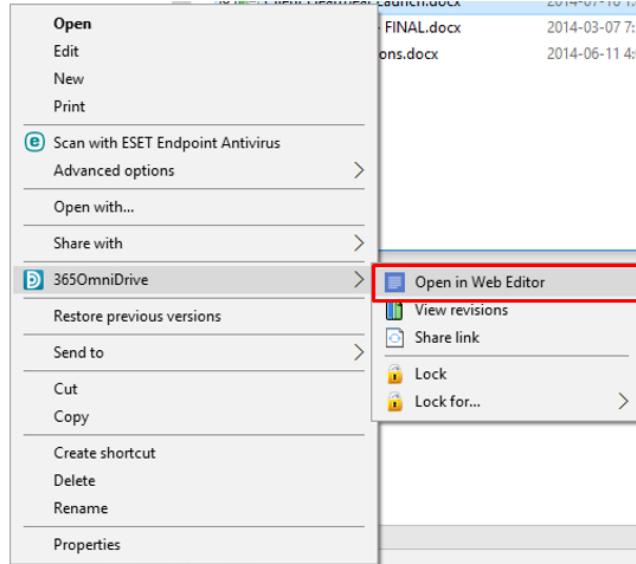 Launch.docx
FINAL.docx 2014-03-07 7:
ons.docx 2014-06-11 4:
Open
Edit
New
Print
Scan with ESET Endpoint Antivirus
Advanced options
Open with...
Share with
365OmniDrive
Restore previous versions
Send to
Cut
Copy
Create shortcut
Delete
Rename
Properties
Open in Web Editor
View revisions
Share link
Lock
Lock for...